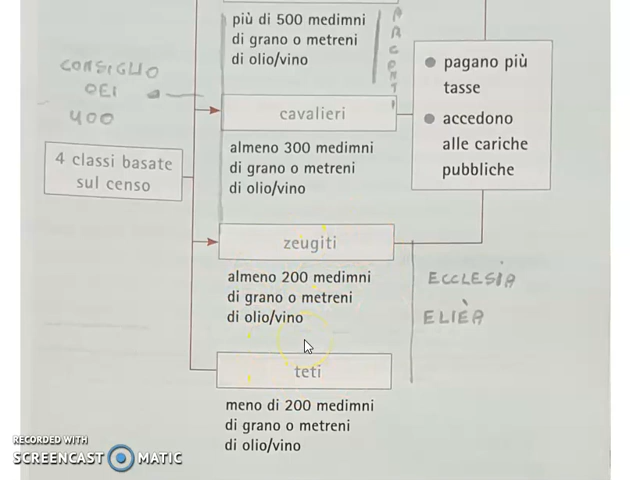 più di 500 medimni
di grano o metreni
di olio/vino
ARCONTI
CONSIGLIO
DEI
400
pagano più
tasse
accedono
alle cariche
pubbliche
cavalieri
almeno 300 medimni
di grano o metreni
di olio/vino
4 classi basate
sul censo
zeugiti
almeno 200 medimni
di grano o metreni
di olio/vino
ECCLESIA
ELIÈA
teti
meno di 200 medimni
di grano o metreni
di olio/vino
RECORDED WITH
SCREENCAST MATIC